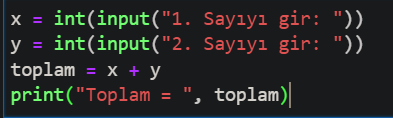 x = int(input("1. Sayıyı gir: "))
y = int(input("2. Sayıyı gir: "))
toplam = x + y
print("Toplam = ", toplam)